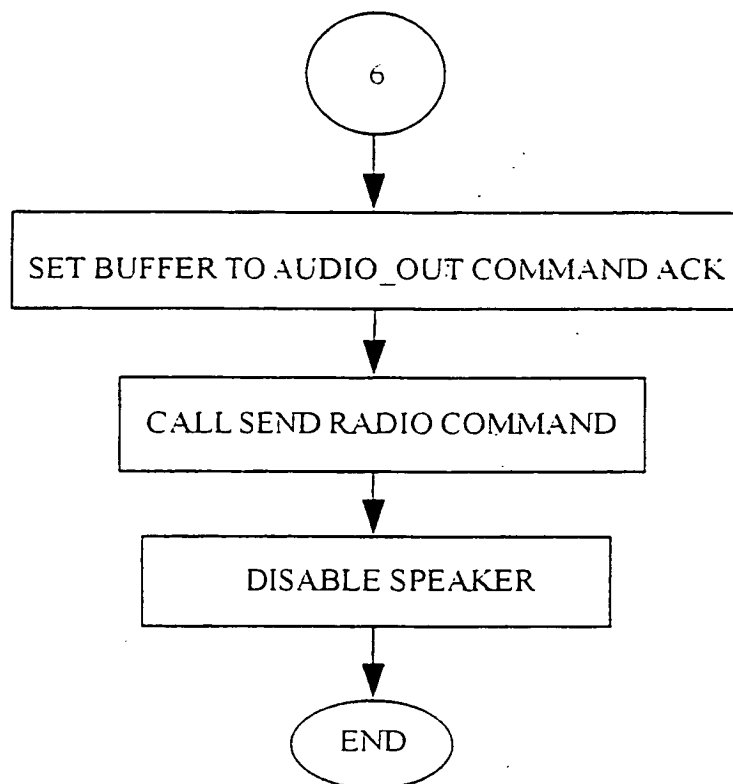 6
SET BUFFER TO AUDIO_OUT COMMAND ACK
CALL SEND RADIO COMMAND
DISABLE SPEAKER
END